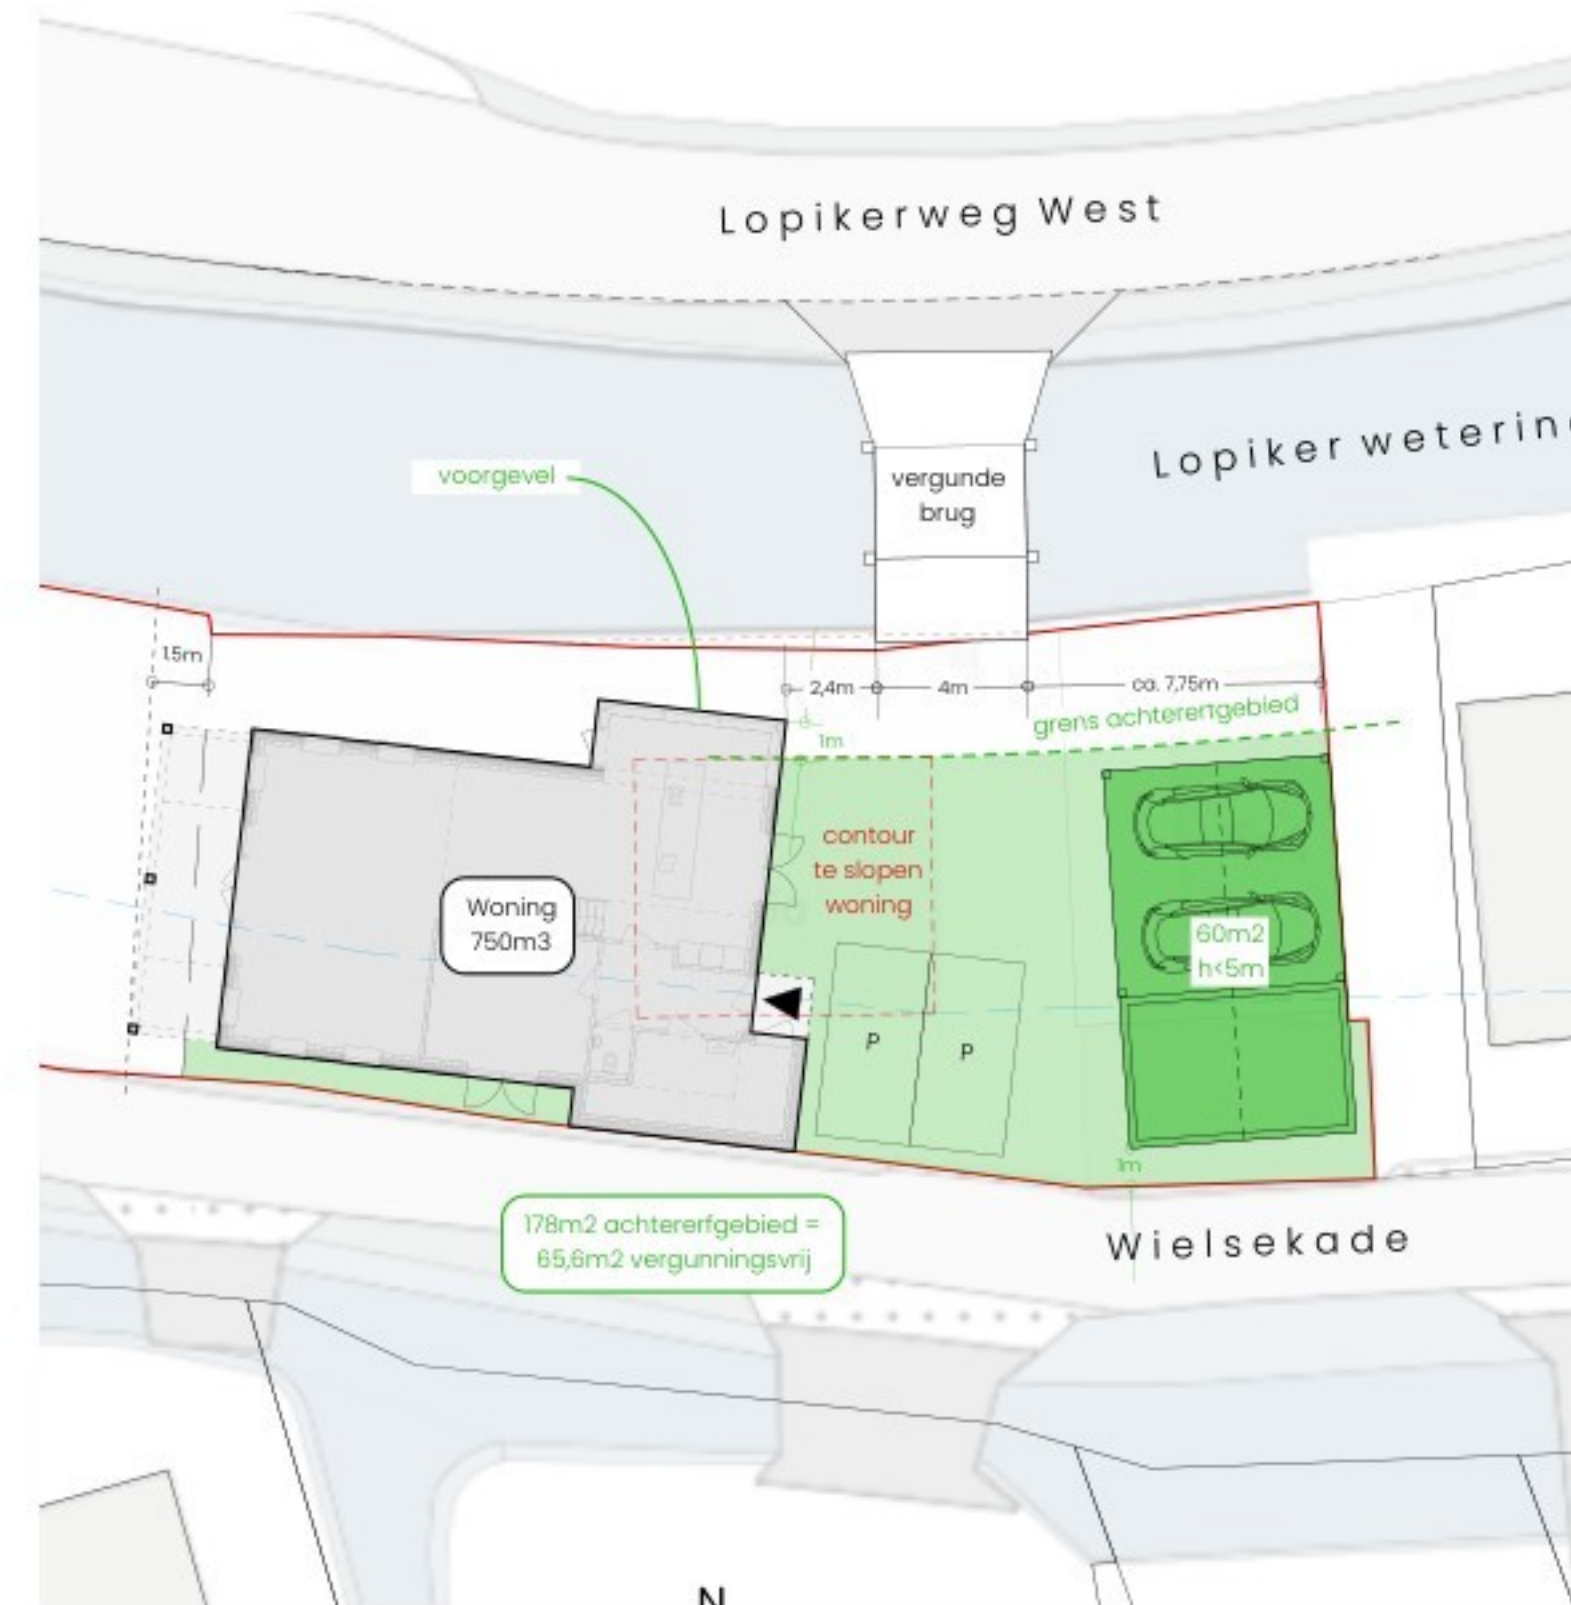 Lopikerweg West
Lopiker wetering
vergunde
brug
voorgevel
1.5m
2,4m
4m
ca. 7,75m
grens achtererfgebied
1m
contour
te slopen
woning
Woning
750m3
60m2
h<5m
P
P
1m
178m2 achtererfgebied =
65,6m2 vergunningsvrij
Wielsekade
N